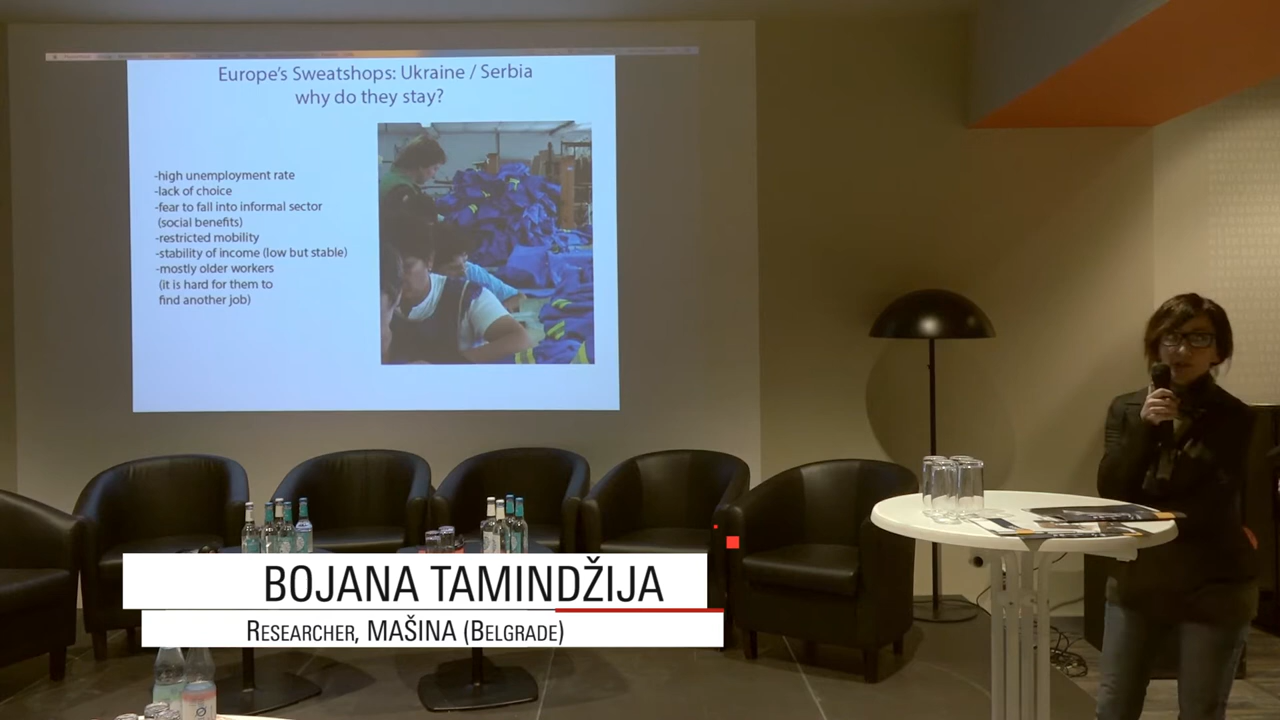 Europe's Sweatshops: Ukraine / Serbia
why do they stay?
-high unemployment rate
-lack of choice
-fear to fall into informal sector
(social benefits)
-restricted mobility
-stability of income (low but stable)
-mostly older workers
(it is hard for them to
find another job)
BOJANA TAMINDŽIJA
RESEARCHER, MAŠINA (BELGRADE)